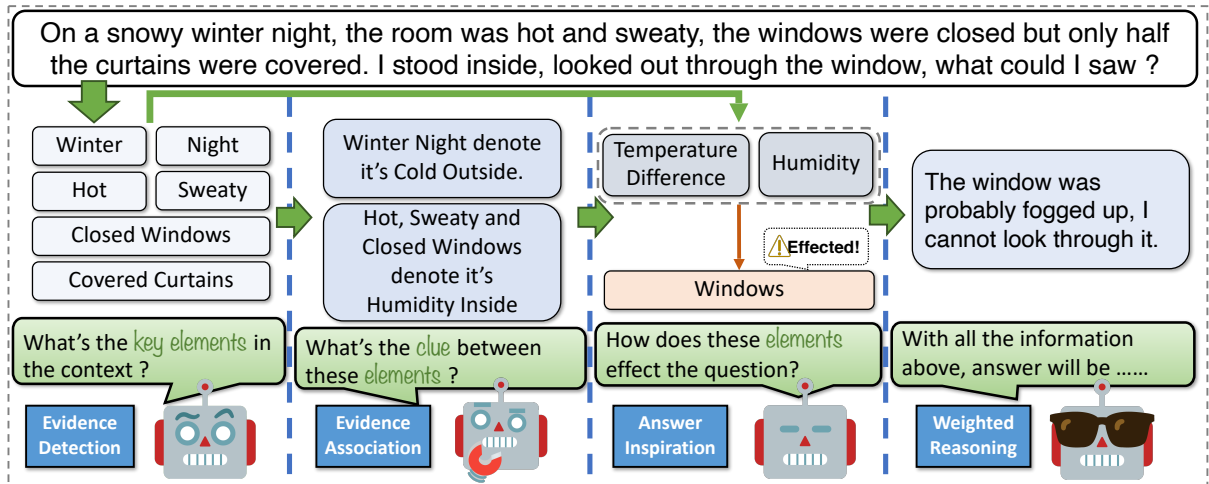 On a snowy winter night, the room was hot and sweaty, the windows were closed but only half
the curtains were covered. I stood inside, looked out through the window, what could I saw ?
Winter
Night
Hot
Sweaty
Closed Windows
Covered Curtains
What's the key elements in
the context ?
Evidence
Detection
Winter Night denote
it's Cold Outside.
Hot, Sweaty and
Closed Windows
denote it's
Humidity Inside
What's the clue between
these elements ?
Evidence
Association
Temperature
Difference
Humidity
Effected!
Windows
How does these elements
effect the question?
Answer
Inspiration
The window was
probably fogged up, I
cannot look through it.
With all the information
above, answer will be ......
Weighted
Reasoning